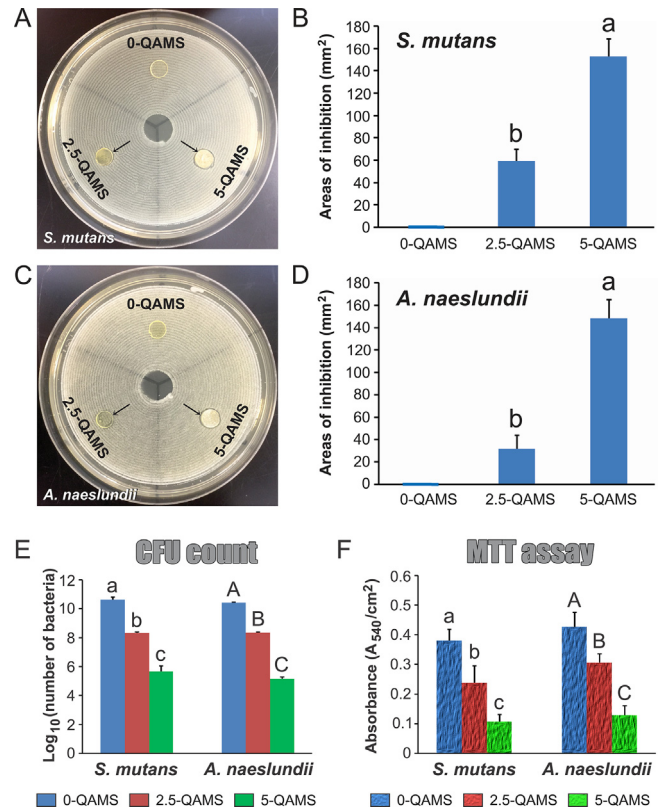 A
0-QAMS
2.5-QAMS
5-QAMS
S. mutans
B
S. mutans
Areas of inhibition (mm²)
180
160
140
120
100
80
60
40
20
0
b
a
0-QAMS 2.5-QAMS 5-QAMS
C
0-QAMS
2.5-QAMS
5-QAMS
A. naeslundii
D
A. naeslundii
Areas of inhibition (mm²)
180
160
140
120
100
80
60
40
20
0
b
a
0-QAMS 2.5-QAMS 5-QAMS
E
CFU count
Log₁₀ (number of bacteria)
12
10
8
6
4
2
0
a
b
c
A
B
C
S. mutans A. naeslundii
0-QAMS 2.5-QAMS 5-QAMS
F
MTT assay
Absorbance (A₅₄₀/cm²)
0.6
0.5
0.4
0.3
0.2
0.1
0
a
b
c
A
B
C
S. mutans A. naeslundii
0-QAMS 2.5-QAMS 5-QAMS